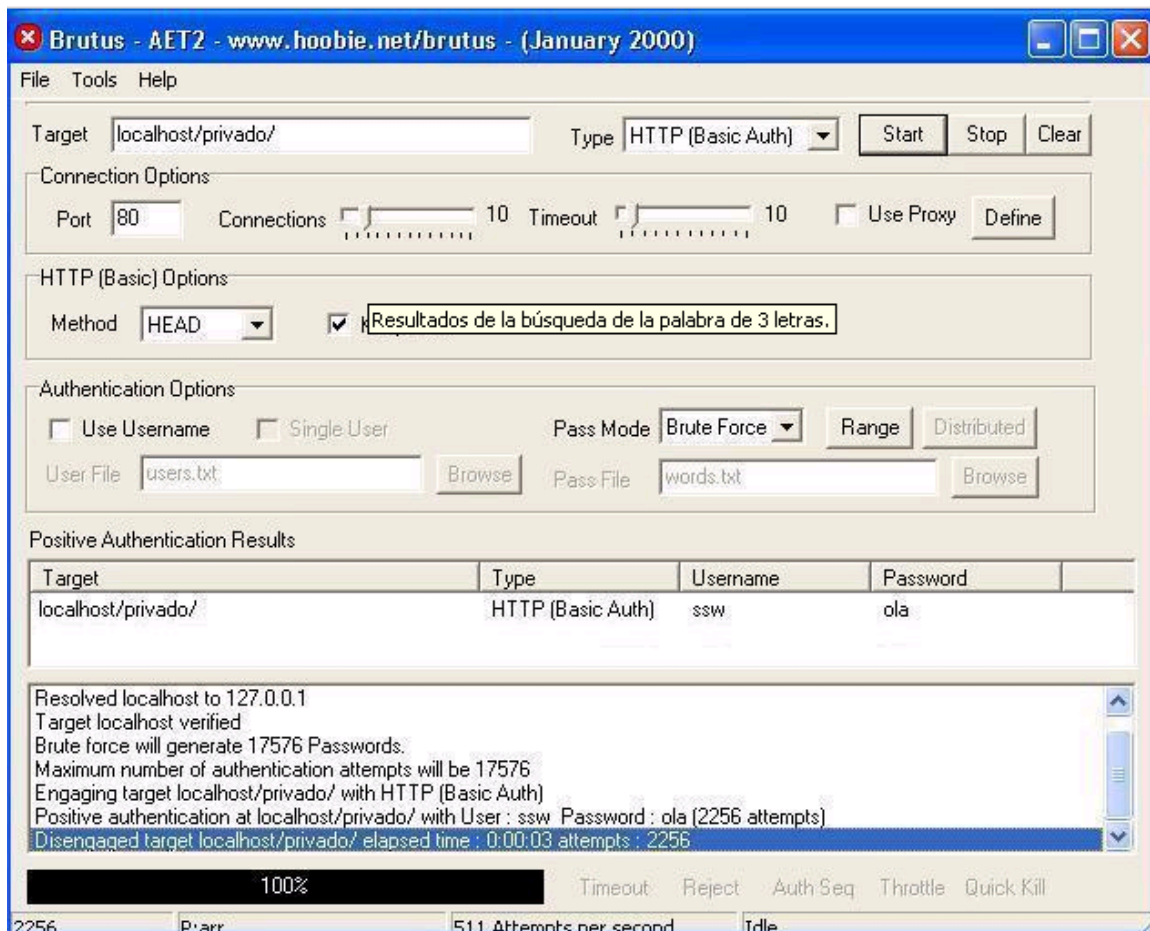 Brutus - AET2 - www.hoobie.net/brutus - (January 2000)
File Tools Help
Target localhost/privado/ Type HTTP (Basic Auth) Start Stop Clear
Connection Options
Port 80 Connections 10 Timeout 10 Use Proxy Define
HTTP (Basic) Options
Method HEAD Resultados de la búsqueda de la palabra de 3 letras.
Authentication Options
Use Username Single User Pass Mode Brute Force Range Distributed
User File users.txt Browse Pass File words.txt Browse
Positive Authentication Results
Target Type Username Password
localhost/privado/ HTTP (Basic Auth) ssw ola
Resolved localhost to 127.0.0.1
Target localhost verified
Brute force will generate 17576 Passwords.
Maximum number of authentication attempts will be 17576
Engaging target localhost/privado/ with HTTP (Basic Auth)
Positive authentication at localhost/privado/ with User : ssw Password : ola (2256 attempts)
Disengaged target localhost/privado/ elapsed time : 0:00:03 attempts : 2256
100% Timeout Reject Auth Seq Throttle Quick Kill
2256 P:arr 511 Attempts per second Idle